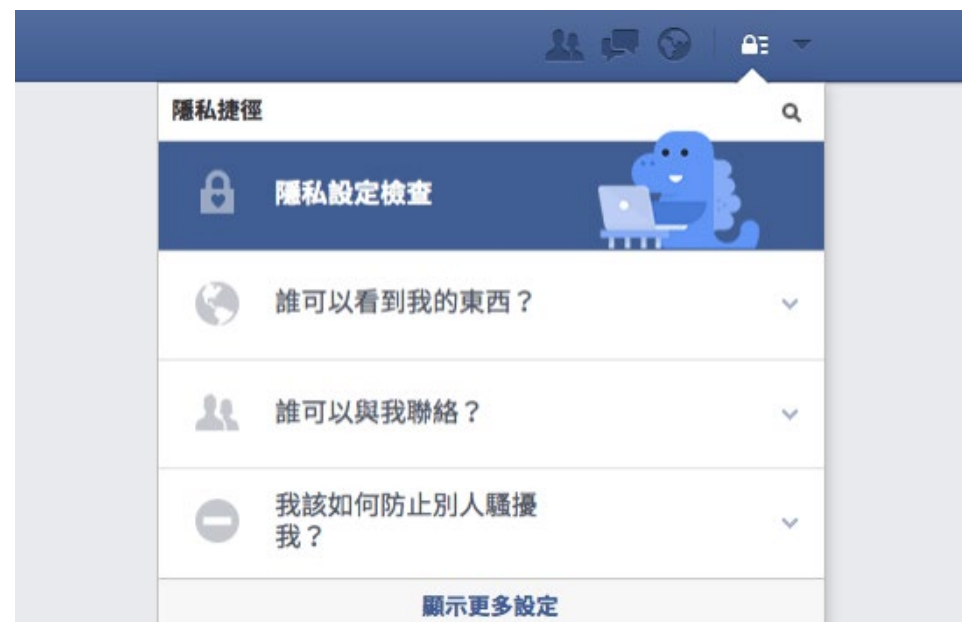 隱私捷徑
隱私設定檢查
誰可以看到我的東西？
誰可以與我聯絡？
我該如何防止別人騷擾
我？
顯示更多設定